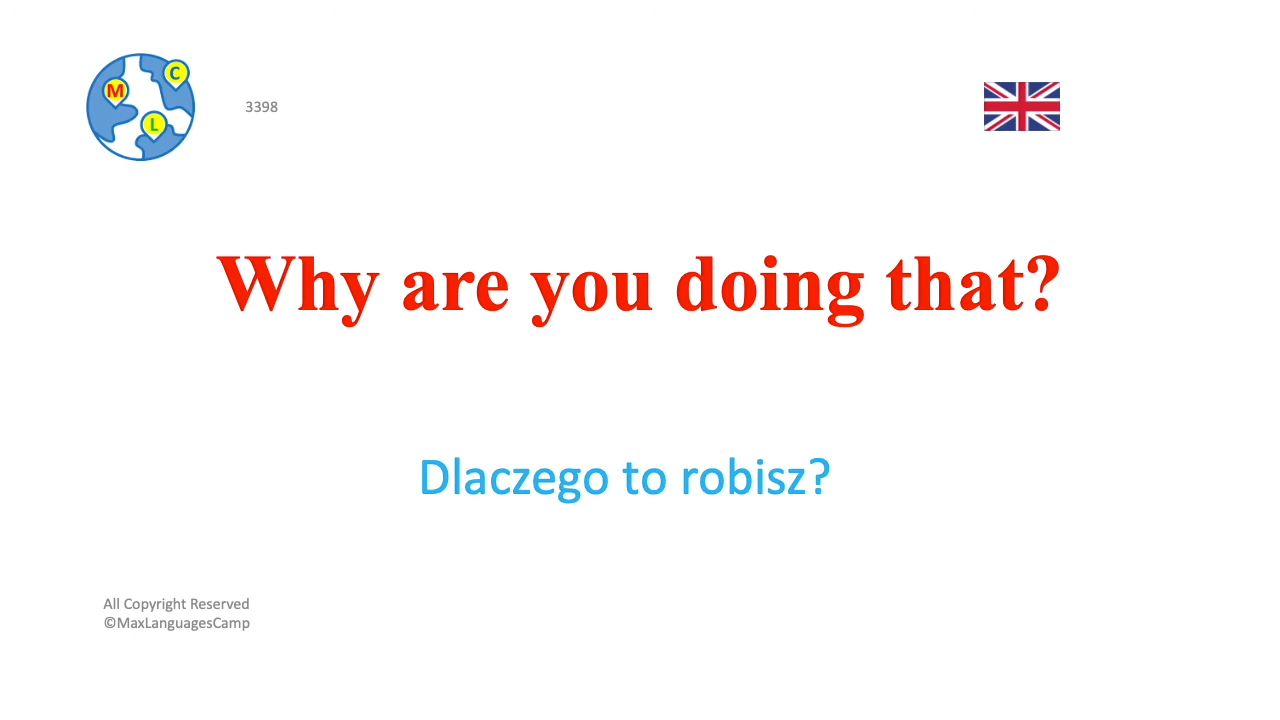 M
C
L
3398
Why are you doing that?
Dlaczego to robisz?
All Copyright Reserved
©MaxLanguagesCamp